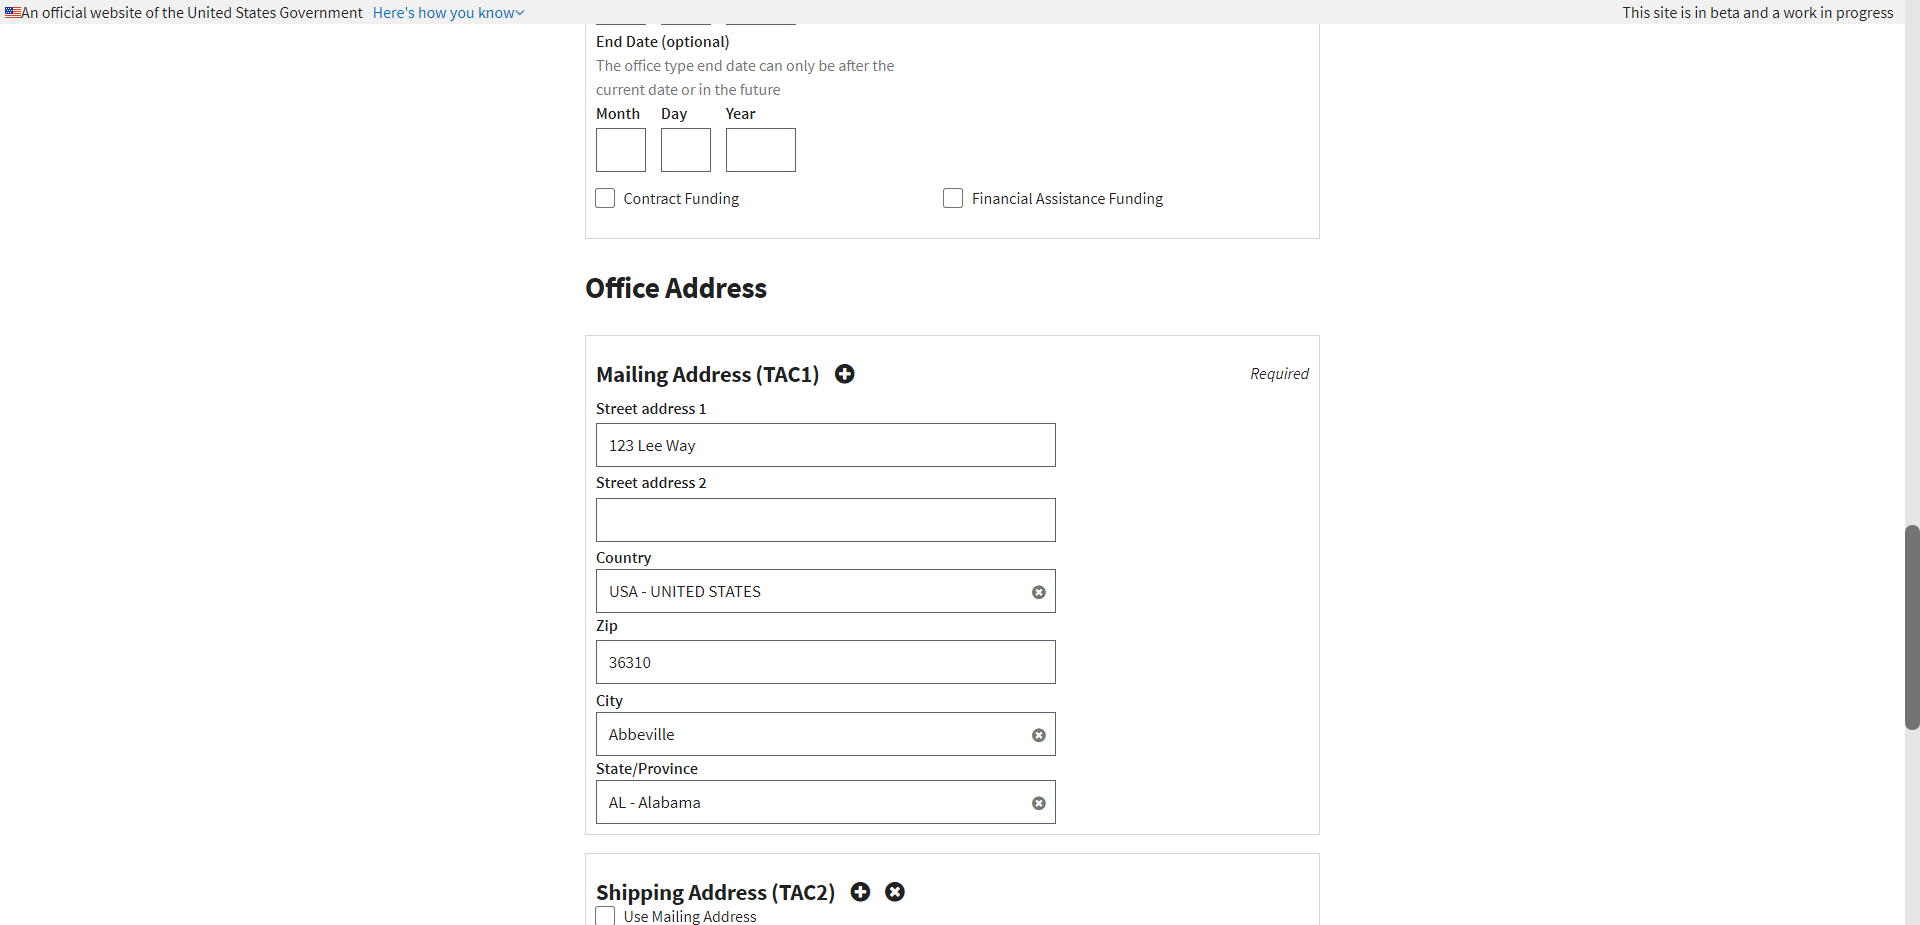 An official website of the United States Government Here's how you know
This site is in beta and a work in progress
End Date (optional)
The office type end date can only be after the
current date or in the future
Month Day Year
Contract Funding Financial Assistance Funding
Office Address
Mailing Address (TAC1) Required
Street address 1
123 Lee Way
Street address 2
Country
USA - UNITED STATES
Zip
36310
City
Abbeville
State/Province
AL - Alabama
Shipping Address (TAC2)
Use Mailing Address